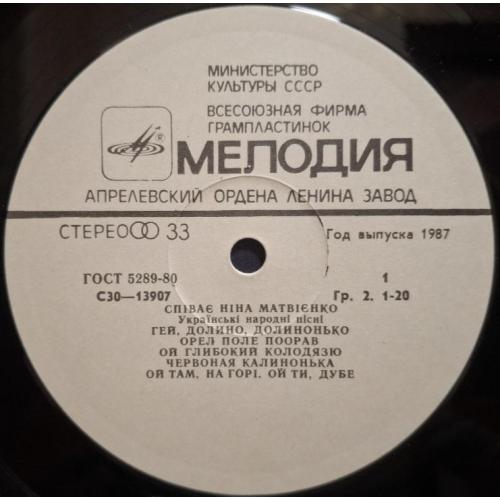 МИНИСТЕРСТВО
КУЛЬТУРЫ СССР
ВСЕСОЮЗНАЯ ФИРМА
ГРАМПЛАСТИНОК
МЕЛОДИЯ
АПРЕЛЕВСКИЙ ОРДЕНА ЛЕНИНА ЗАВОД
СТЕРЕО 33
Год выпуска 1987
ГОСТ 5289-80
1
С30—13907
Гр. 2. 1-20
СПІВАЄ НІНА МАТВІЄНКО
Українські народні пісні
ГЕЙ, ДОЛИНО, ДОЛИНОНЬКО
ОРЕЛ ПОЛЕ ПООРАВ
ОЙ ГЛИБОКИЙ КОЛОДЯЗЮ
ЧЕРВОНАЯ КАЛИНОНЬКА
ОЙ ТАМ, НА ГОРІ. ОЙ ТИ, ДУБЕ